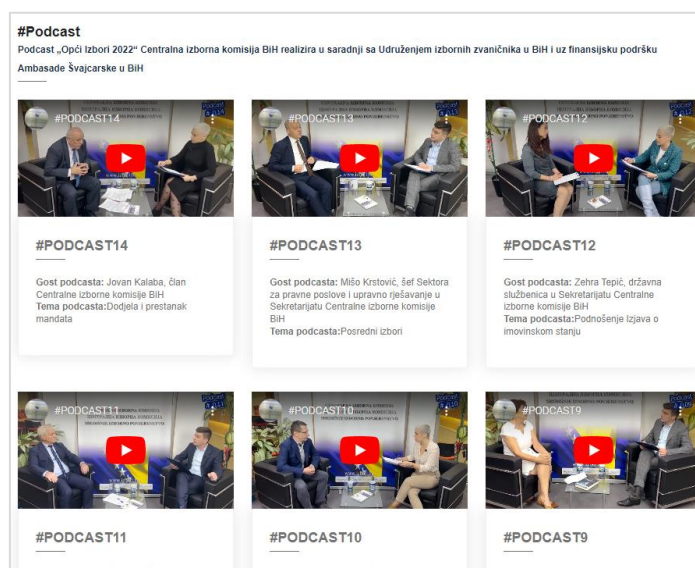 #Podcast
Podcast „Opći Izbori 2022“ Centralna izborna komisija BiH realizira u saradnji sa Udruženjem izbornih zvaničnika u BiH i uz finansijsku podršku
Ambasade Švajcarske u BiH
#PODCAST14
#PODCAST13
#PODCAST12
#PODCAST14
#PODCAST13
#PODCAST12
Gost podcasta: Jovan Kalaba, član
Centralne izborne komisije BiH
Tema podcasta:Dodjela i prestanak
mandata
Gost podcasta: Mišo Krstović, šef Sektora
za pravne poslove i upravno rješavanje u
Sekretarijatu Centralne izborne komisije
BiH
Tema podcasta:Posredni izbori
Gost podcasta: Zehra Tepić, državna
službenica u Sekretarijatu Centralne
izborne komisije BiH
Tema podcasta:Podnošenje Izjava o
imovinskom stanju
#PODCAST11
#PODCAST10
#PODCAST9
#PODCAST11
#PODCAST10
#PODCAST9